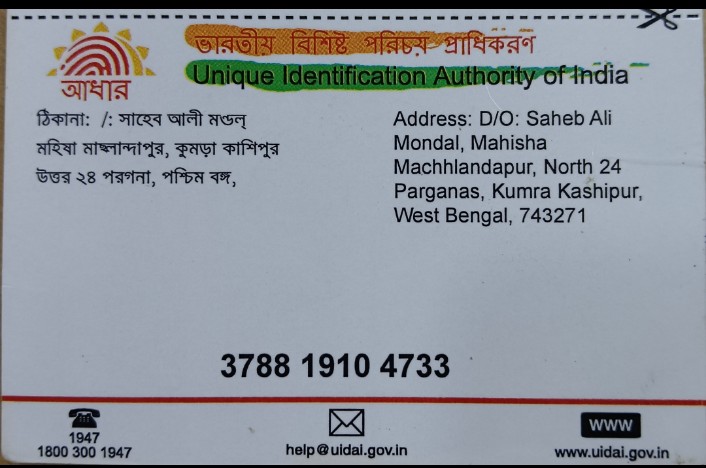 ভারতীয় বিশিষ্ট পরিচয় প্রাধিকরণ
Unique Identification Authority of India
আধার
ঠিকানা: /: সাহেব আলী মণ্ডল্
মহিষা মাছ্লান্দাপুর, কুমড়া কাশিপুর
উত্তর ২৪ পরগনা, পশ্চিম বঙ্গ,
Address: D/O: Saheb Ali
Mondal, Mahisha
Machhlandapur, North 24
Parganas, Kumra Kashipur,
West Bengal, 743271
3788 1910 4733
1947
1800 300 1947
help@uidai.gov.in
WWW
www.uidai.gov.in